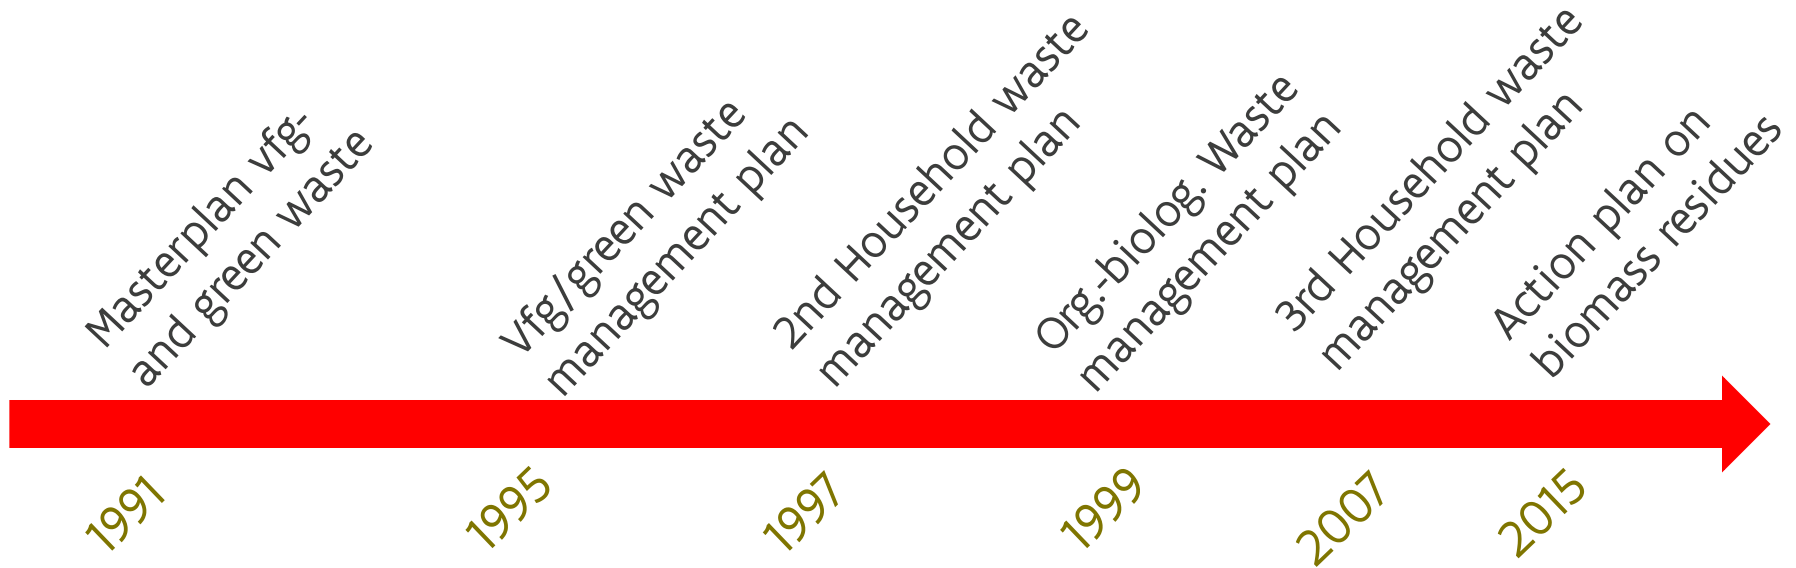 Masterplan vfg-
and green waste
Vfg/green waste
management plan
2nd Household waste
management plan
Org.-biolog. Waste
management plan
3rd Household waste
management plan
Action plan on
biomass residues
1991
1995
1997
1999
2007
2015